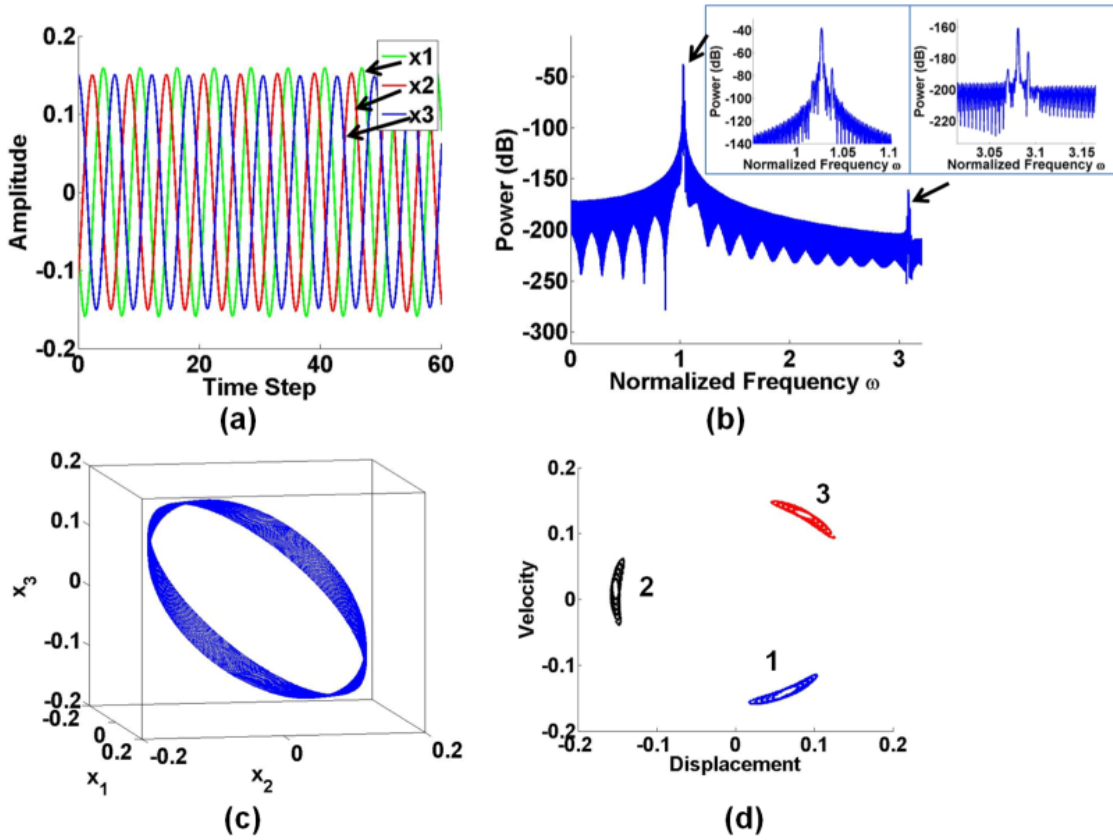 0.2
0.1
0
-0.1
-0.2
Amplitude
0
20
40
60
Time Step
x1
x2
x3
(a)
-50
-100
-150
-200
-250
-300
Power (dB)
0
1
2
3
Normalized Frequency ω
-40
-60
-80
-100
-120
-140
Power (dB)
1
1.05
1.1
Normalized Frequency ω
-160
-180
-200
-220
Power (dB)
3.05
3.1
3.15
Normalized Frequency ω
(b)
0.2
0.1
0
-0.1
-0.2
x3
-0.2
0
0.2
x1
-0.2
0
0.2
x2
(c)
0.2
0.1
0
-0.1
-0.2
Velocity
3
2
1
-0.2
-0.1
0
0.1
0.2
Displacement
(d)